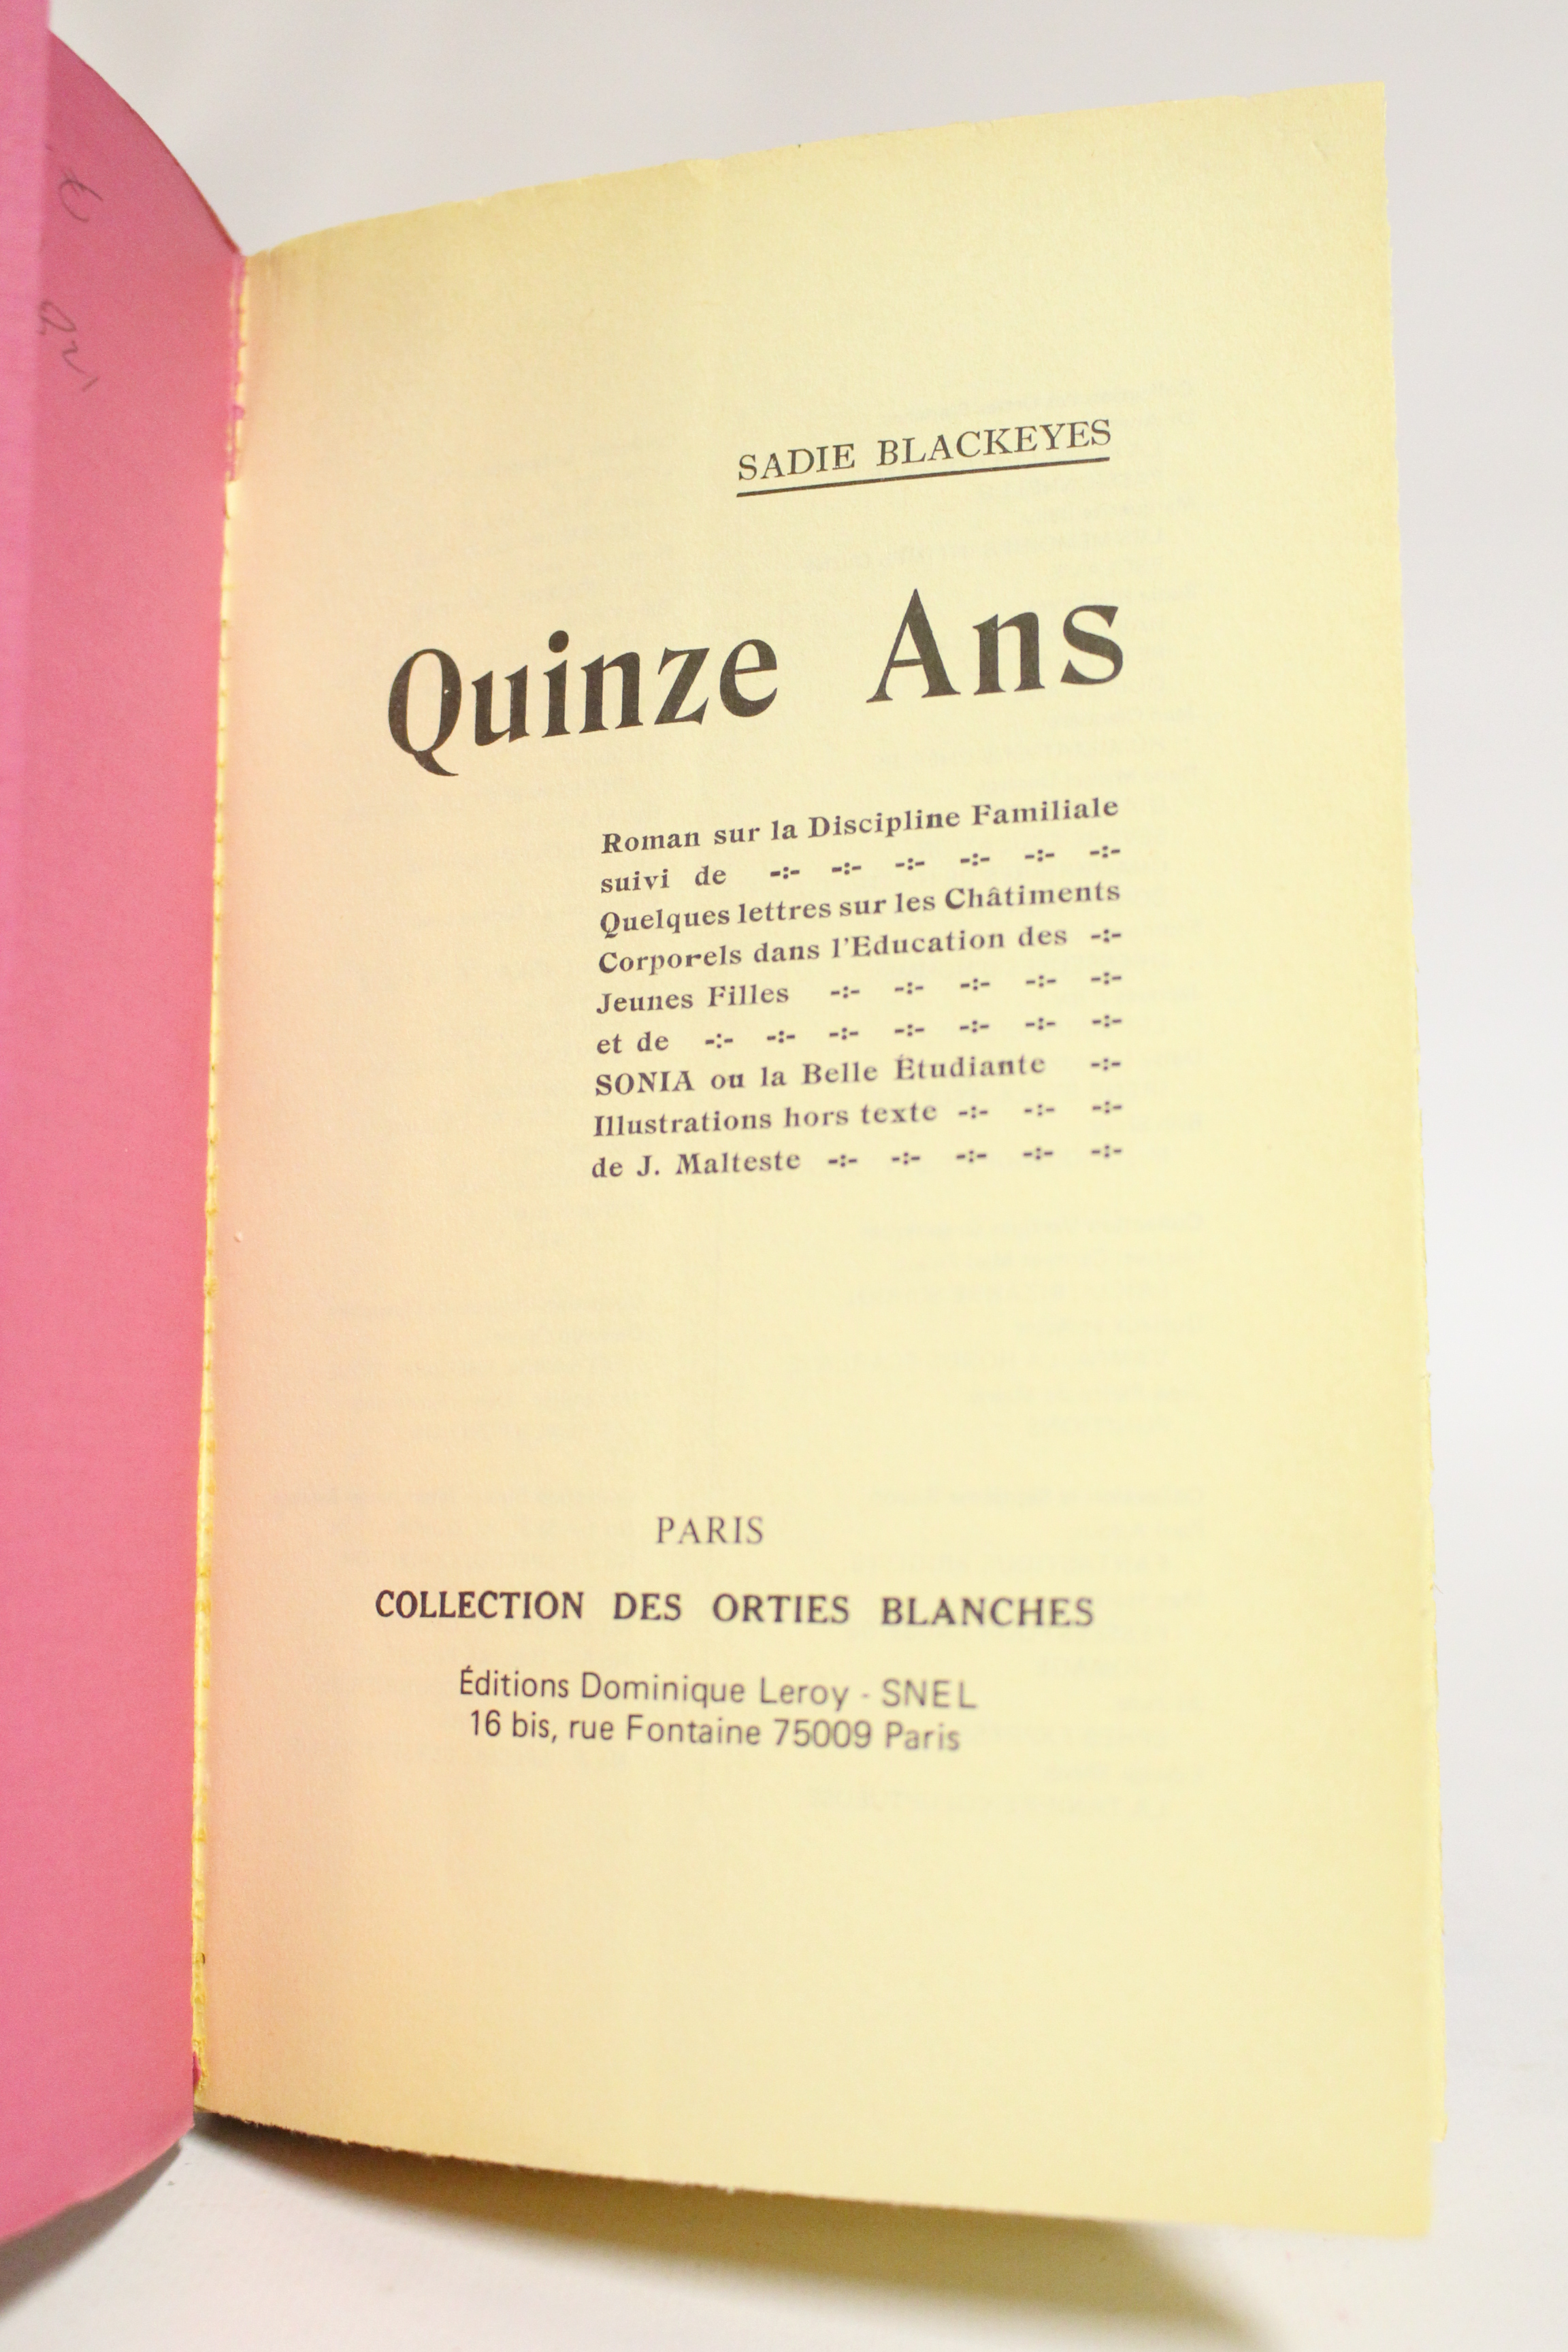 SADIE BLACKEYES
Quinze Ans
Roman sur la Discipline Familiale
suivi de -:- -:- -:- -:- -:- -:-
Quelques lettres sur les Châtiments
Corporels dans l'Education des -:-
Jeunes Filles -:- -:- -:- -:- -:-
et de -:- -:- -:- -:- -:- -:- -:-
SONIA ou la Belle Étudiante -:-
Illustrations hors texte -:- -:- -:-
de J. Malteste -:- -:- -:- -:- -:-
PARIS
COLLECTION DES ORTIES BLANCHES
Éditions Dominique Leroy - SNEL
16 bis, rue Fontaine 75009 Paris